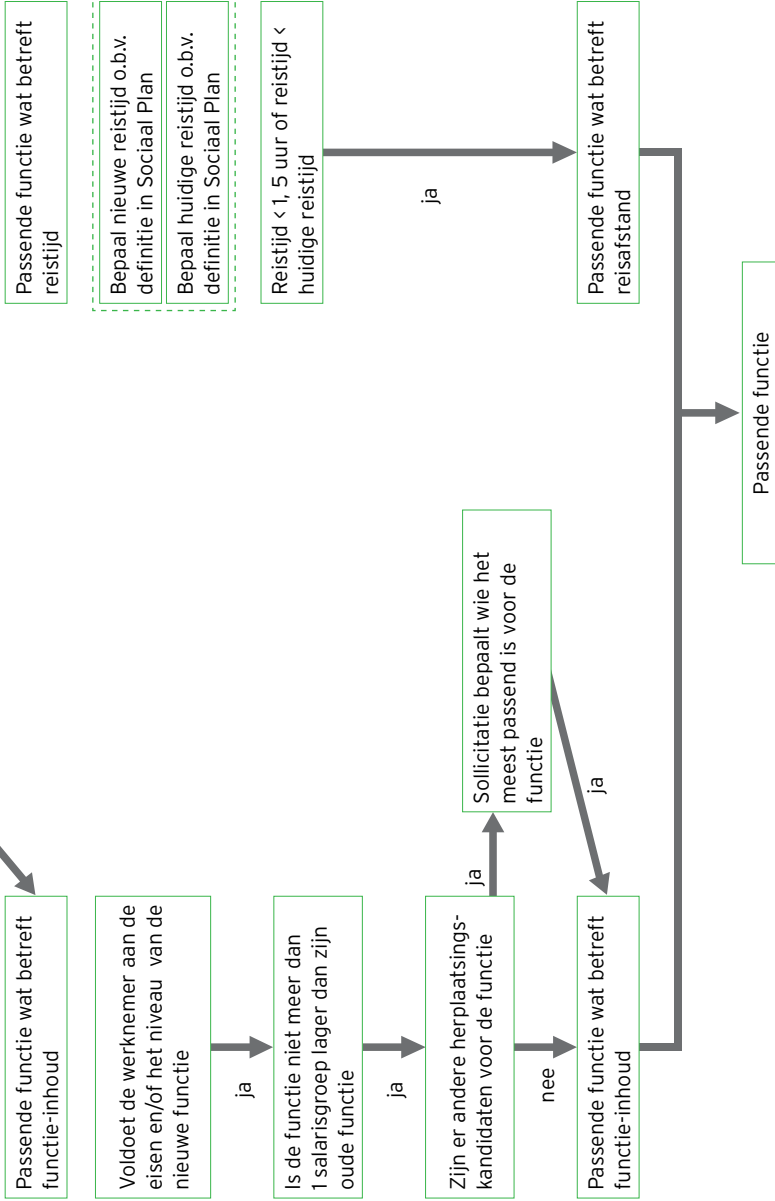 Passende functie wat betreft
functie-inhoud
Voldoet de werknemer aan de
eisen en/of het niveau van de
nieuwe functie
ja
Is de functie niet meer dan
1 salarisgroep lager dan zijn
oude functie
ja
Zijn er andere herplaatsings-
kandidaten voor de functie
ja
nee
Sollicitatie bepaalt wie het
meest passend is voor de
functie
ja
Passende functie wat betreft
functie-inhoud
Passende functie wat betreft
reistijd
Bepaal nieuwe reistijd o.b.v.
definitie in Sociaal Plan
Bepaal huidige reistijd o.b.v.
definitie in Sociaal Plan
Reistijd < 1, 5 uur of reistijd <
huidige reistijd
ja
Passende functie wat betreft
reisafstand
Passende functie